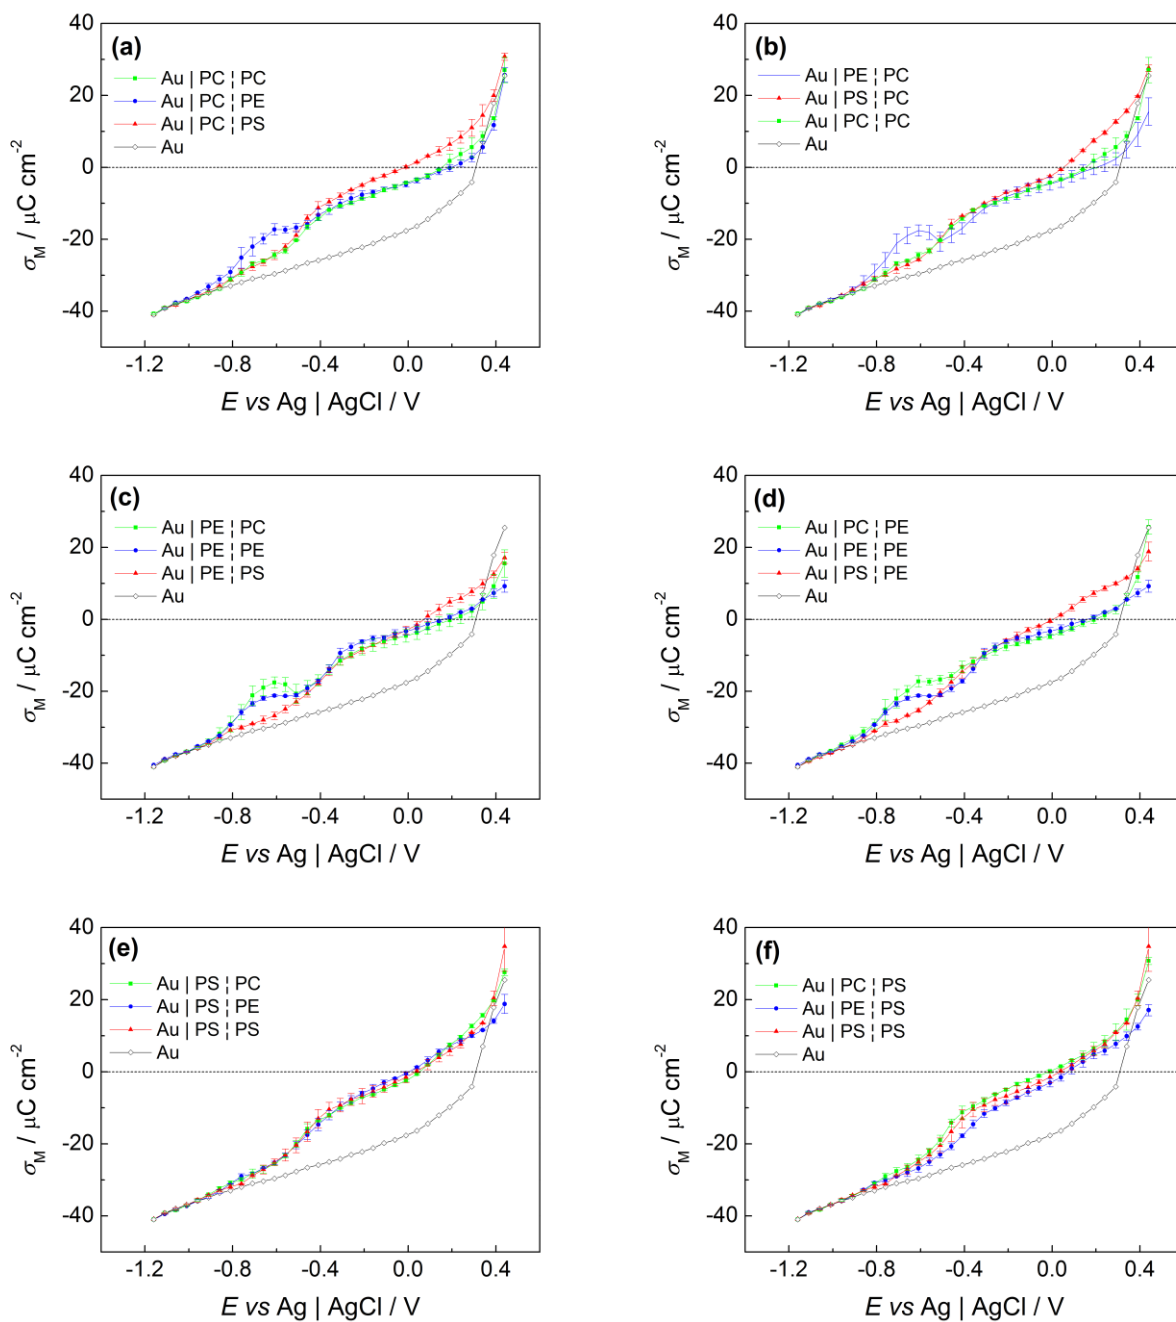 (a)
Au | PC ¦ PC
Au | PC ¦ PE
Au | PC ¦ PS
Au
40
20
0
-20
-40
σM / μC cm-2
-1.2 -0.8 -0.4 0.0 0.4
E vs Ag | AgCl / V
(b)
Au | PE | PC
Au | PS ¦ PC
Au | PC ¦ PC
Au
40
20
0
-20
-40
σM / μC cm-2
-1.2 -0.8 -0.4 0.0 0.4
E vs Ag | AgCl / V
(c)
Au | PE ¦ PC
Au | PE ¦ PE
Au | PE ¦ PS
Au
40
20
0
-20
-40
σM / μC cm-2
-1.2 -0.8 -0.4 0.0 0.4
E vs Ag | AgCl / V
(d)
Au | PC ¦ PE
Au | PE ¦ PE
Au | PS ¦ PE
Au
40
20
0
-20
-40
σM / μC cm-2
-1.2 -0.8 -0.4 0.0 0.4
E vs Ag | AgCl / V
(e)
Au | PS ¦ PC
Au | PS ¦ PE
Au | PS ¦ PS
Au
40
20
0
-20
-40
σM / μC cm-2
-1.2 -0.8 -0.4 0.0 0.4
E vs Ag | AgCl / V
(f)
Au | PC ¦ PS
Au | PE ¦ PS
Au | PS ¦ PS
Au
40
20
0
-20
-40
σM / μC cm-2
-1.2 -0.8 -0.4 0.0 0.4
E vs Ag | AgCl / V